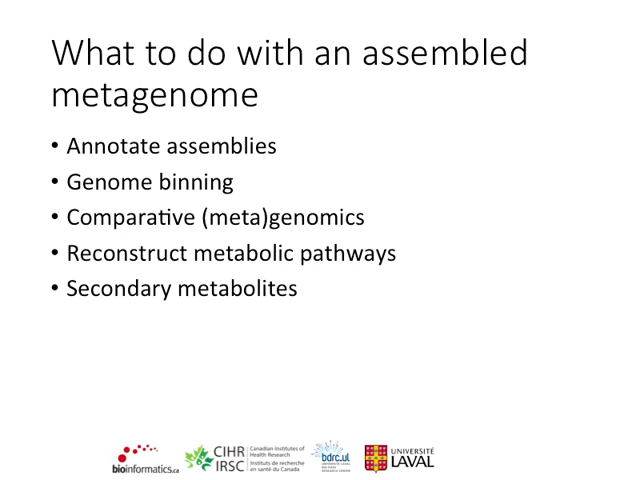 What to do with an assembled
metagenome
• Annotate assemblies
• Genome binning
• Comparative (meta)genomics
• Reconstruct metabolic pathways
• Secondary metabolites
bioinformatics.ca
CIHR
IRSC
Canadian Institutes of
Health Research
Instituts de recherche
en santé du Canada
bdrc.ul
UNIVERSITÉ
LAVAL